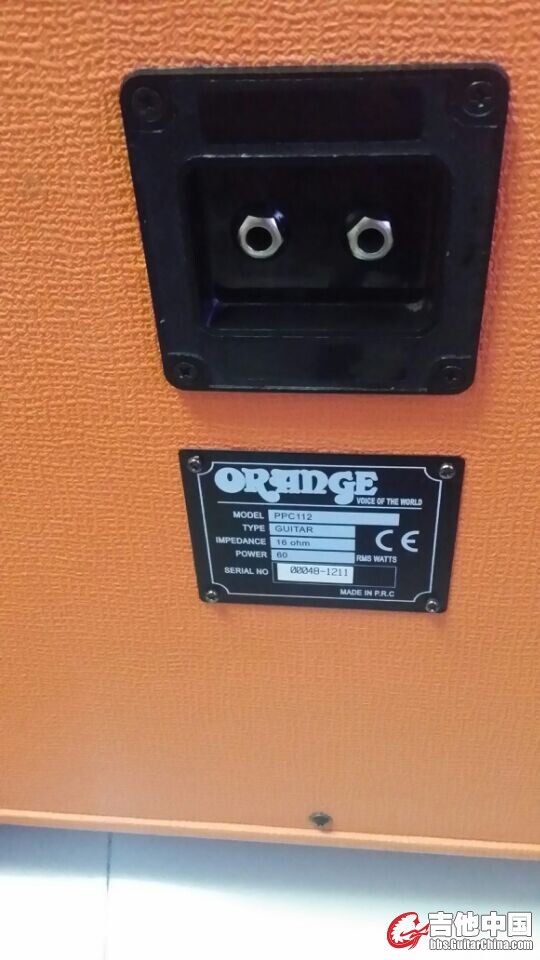 ORANGE
VOICE OF THE WORLD
MODEL PPC112
TYPE GUITAR
IMPEDANCE 16 ohm
CE
POWER 60 RMS WATTS
SERIAL NO 00048-1211
MADE IN P.R.C
吉他中国
bbs.GuitarChina.com